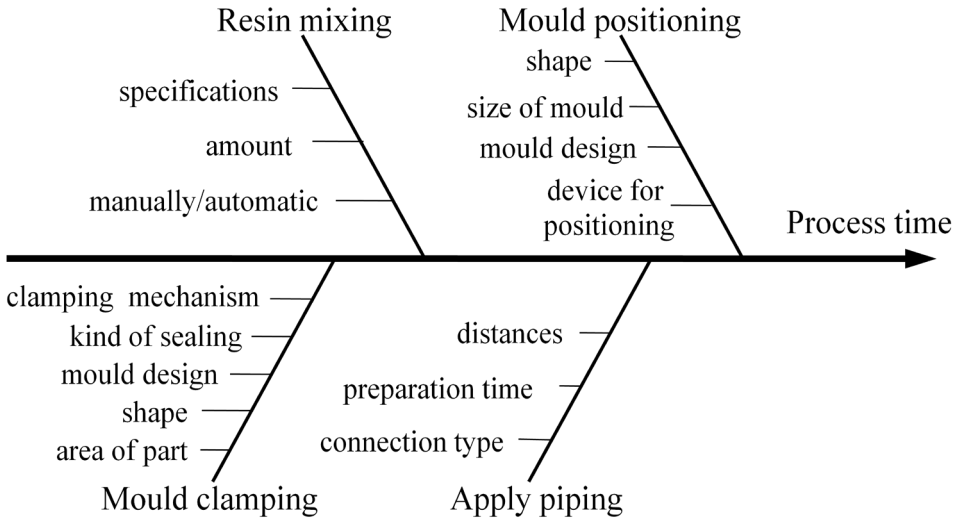 Resin mixing
specifications
amount
manually/automatic
Mould positioning
shape
size of mould
mould design
device for
positioning
Process time
clamping mechanism
kind of sealing
mould design
shape
area of part
Mould clamping
distances
preparation time
connection type
Apply piping